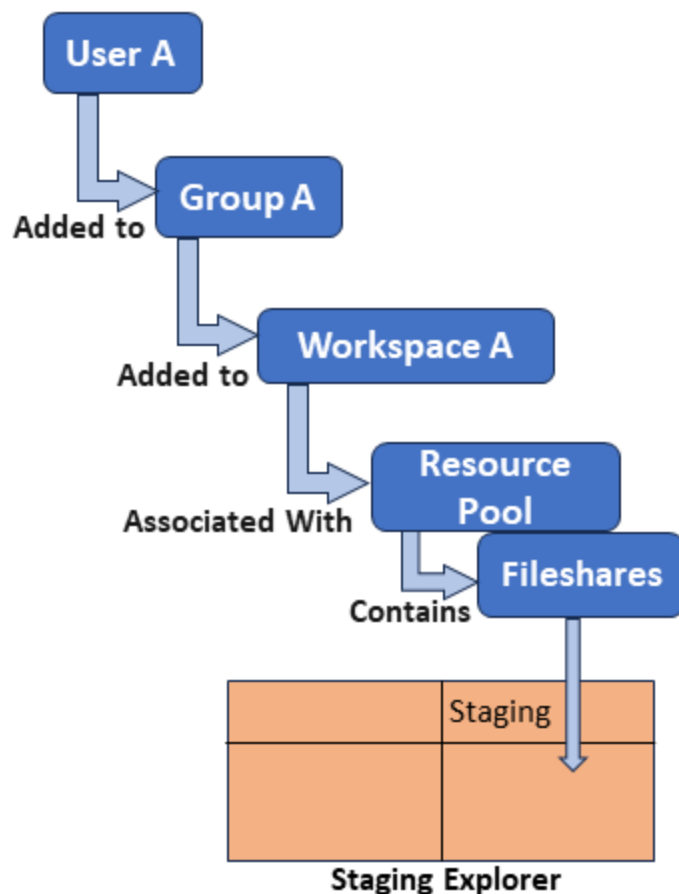 User A
Added to
Group A
Added to
Workspace A
Associated With
Resource
Pool
Contains
Fileshares
Staging
Staging Explorer